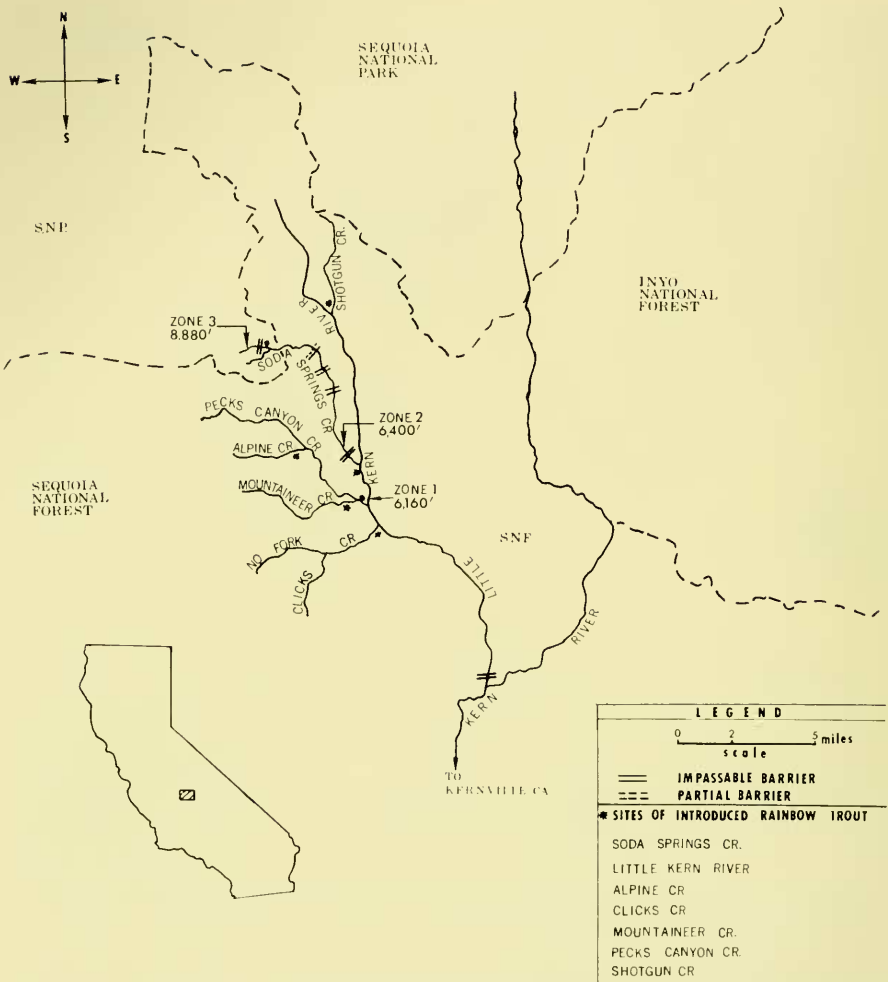 N
W
E
S
SEQUOIA
NATIONAL
PARK
S.N.P.
INYO
NATIONAL
FOREST
SHOTGUN CR.
RIVER
ZONE 3
8,880'
SODA
SPRINGS CR
PECKS CANYON CR
ZONE 2
6,400'
ALPINE CR.
KERN
SEQUOIA
NATIONAL
FOREST
MOUNTAINEER CR.
ZONE 1
6,160'
S.N.F.
NO FORK CR
CLICKS
LITTLE
RIVER
KERN
TO
KERNVILLE CA
LEGEND
0 2 5 miles
scale
IMPASSABLE BARRIER
PARTIAL BARRIER
* SITES OF INTRODUCED RAINBOW TROUT
SODA SPRINGS CR.
LITTLE KERN RIVER
ALPINE CR
CLICKS CR
MOUNTAINEER CR.
PECKS CANYON CR.
SHOTGUN CR